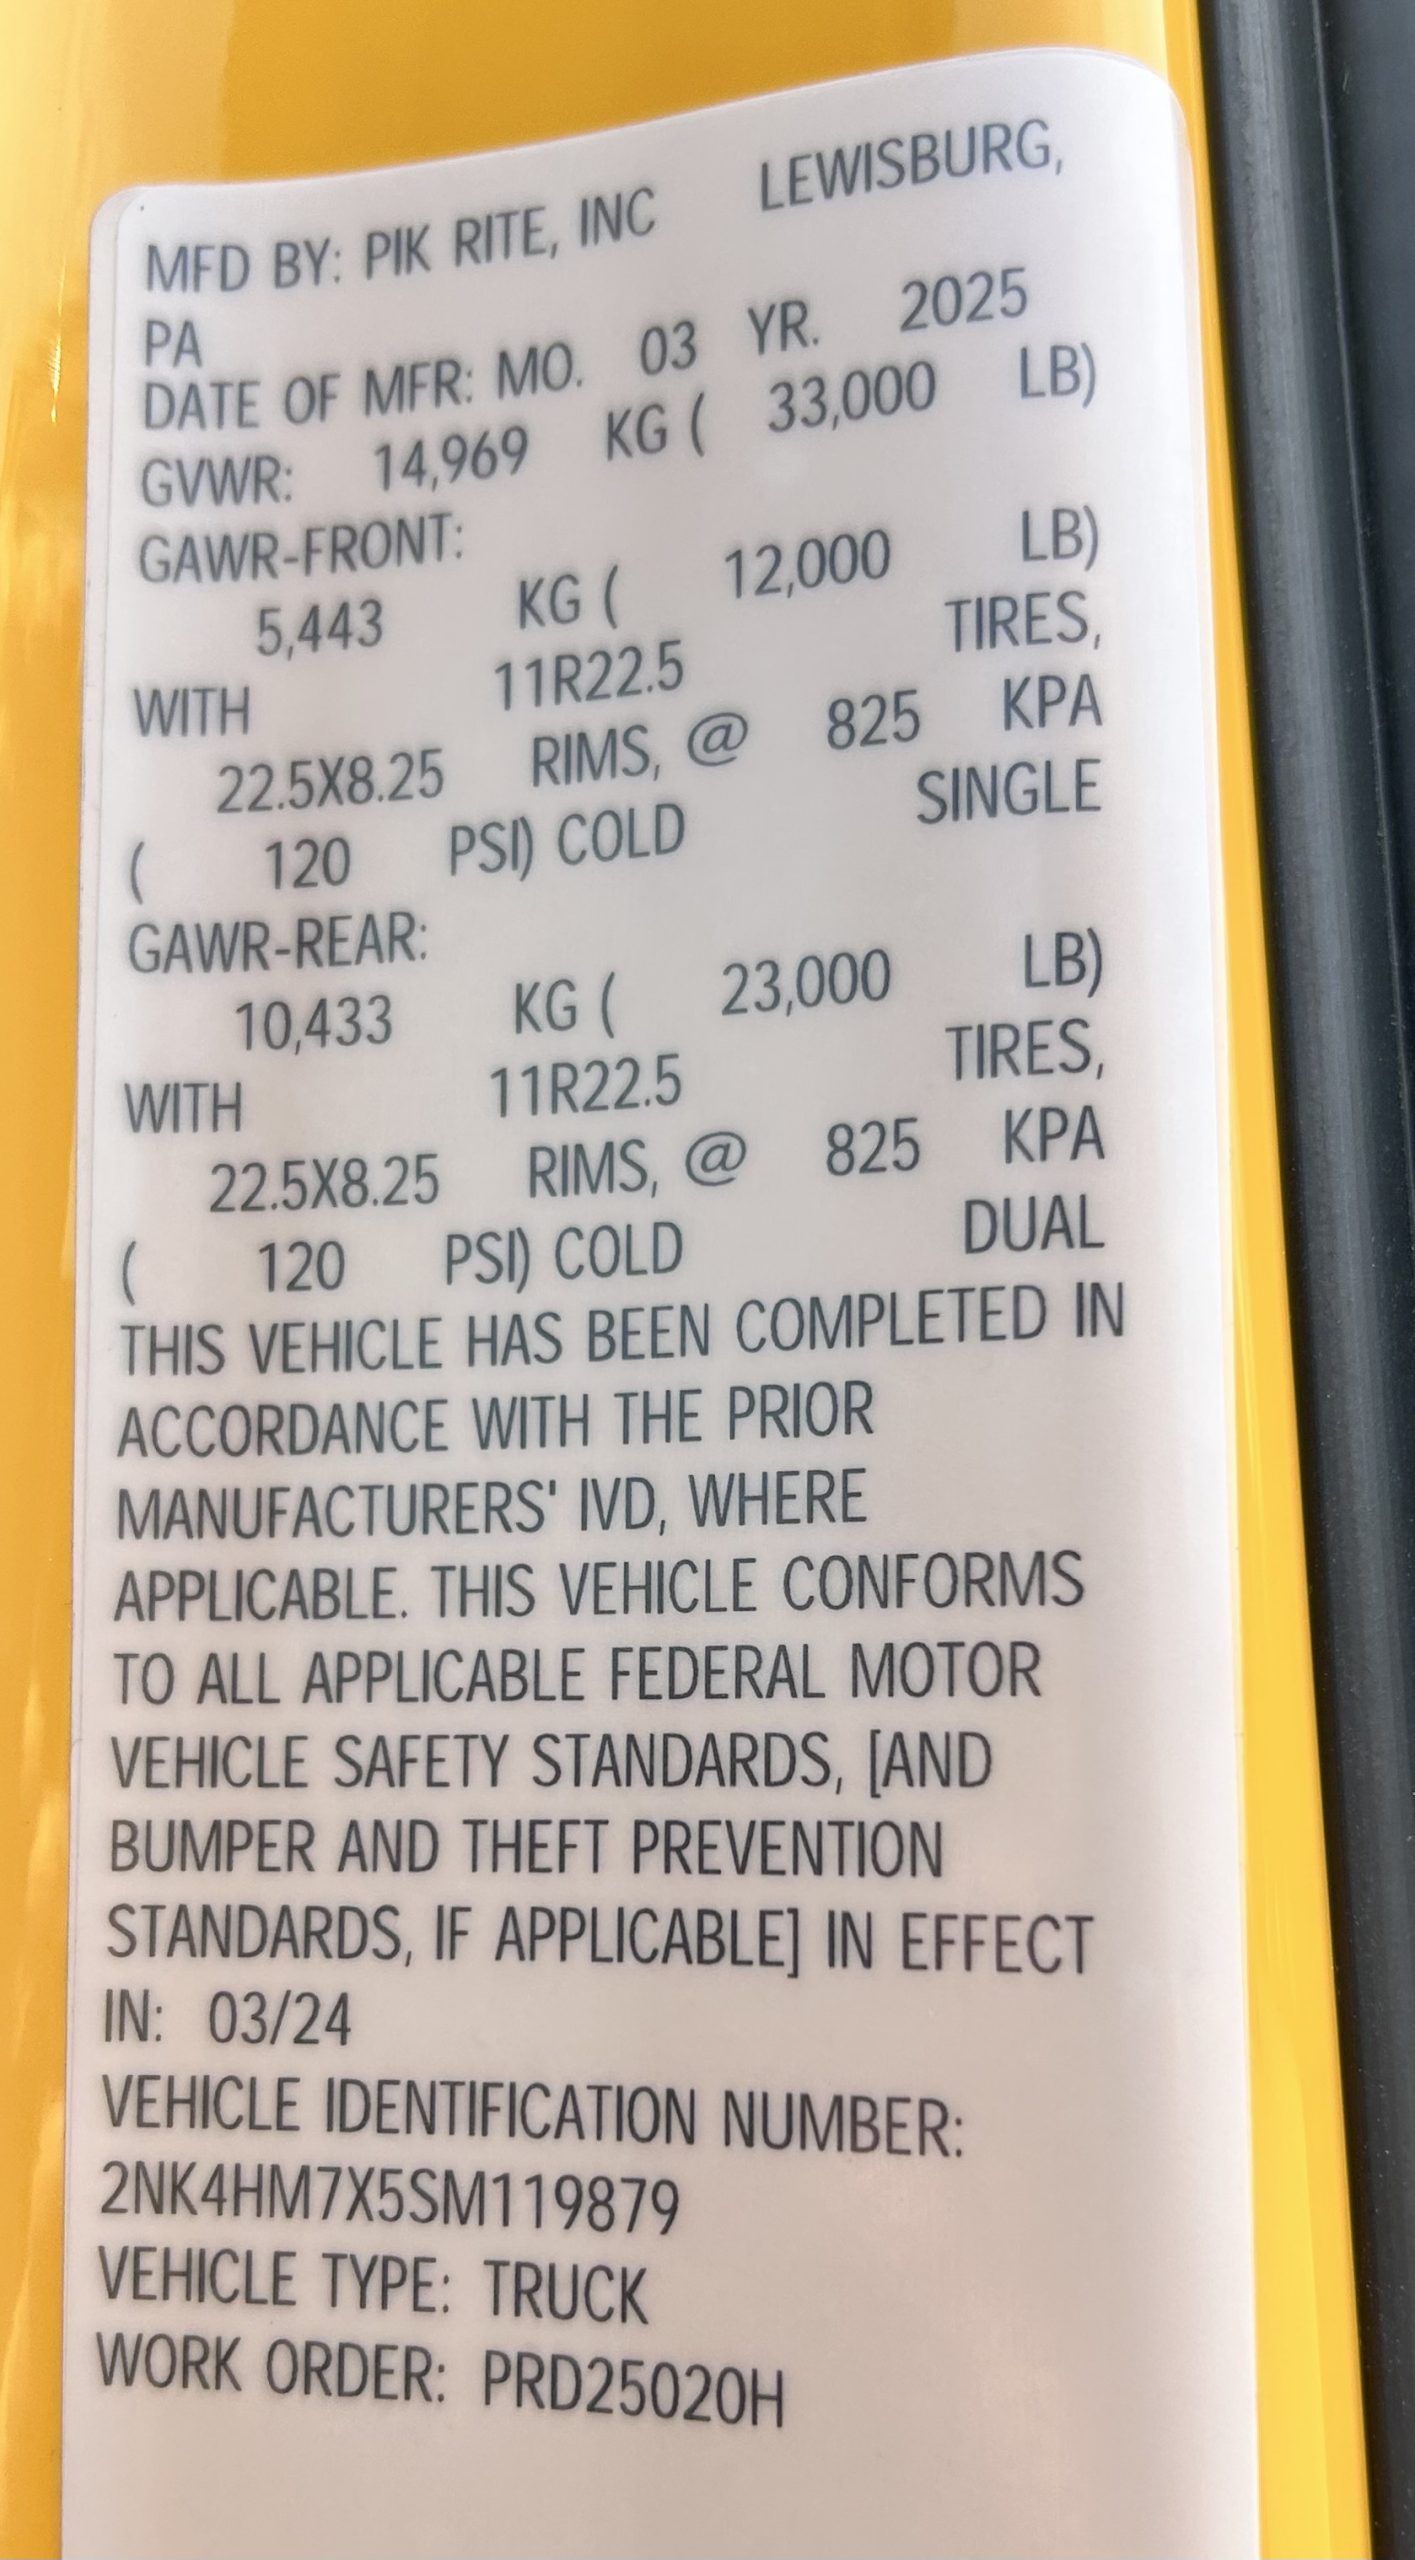 MFD BY: PIK RITE, INC LEWISBURG,
PA
DATE OF MFR: MO. 03 YR. 2025
GVWR: 14,969 KG ( 33,000 LB)
GAWR-FRONT:
5,443 KG ( 12,000 LB)
WITH 11R22.5 TIRES,
22.5X8.25 RIMS, @ 825 KPA
( 120 PSI) COLD SINGLE
GAWR-REAR:
10,433 KG ( 23,000 LB)
WITH 11R22.5 TIRES,
22.5X8.25 RIMS, @ 825 KPA
( 120 PSI) COLD DUAL
THIS VEHICLE HAS BEEN COMPLETED IN
ACCORDANCE WITH THE PRIOR
MANUFACTURERS' IVD, WHERE
APPLICABLE. THIS VEHICLE CONFORMS
TO ALL APPLICABLE FEDERAL MOTOR
VEHICLE SAFETY STANDARDS, [AND
BUMPER AND THEFT PREVENTION
STANDARDS, IF APPLICABLE] IN EFFECT
IN: 03/24
VEHICLE IDENTIFICATION NUMBER:
2NK4HM7X5SM119879
VEHICLE TYPE: TRUCK
WORK ORDER: PRD25020H